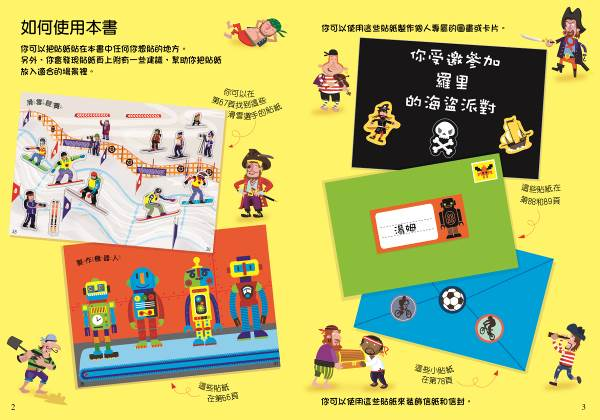 如何使用本書
你可以把貼紙貼在本書中任何你想貼的地方。
另外，你會發現貼紙頁上附有一些建議，幫助你把貼紙
放入適合的場景裡。
你可以在
第67頁找到這些
滑雪選手的貼紙
滑雪競賽
製作機器人
這些貼紙
在第66頁
2
你可以使用這些貼紙製作個人專屬的圖畫或卡片。
你受邀參加
羅里
的海盜派對
這些貼紙在
第88和89頁
湯姆
這些小貼紙
在第78頁
你可以使用這些貼紙來裝飾信紙和信封。
3